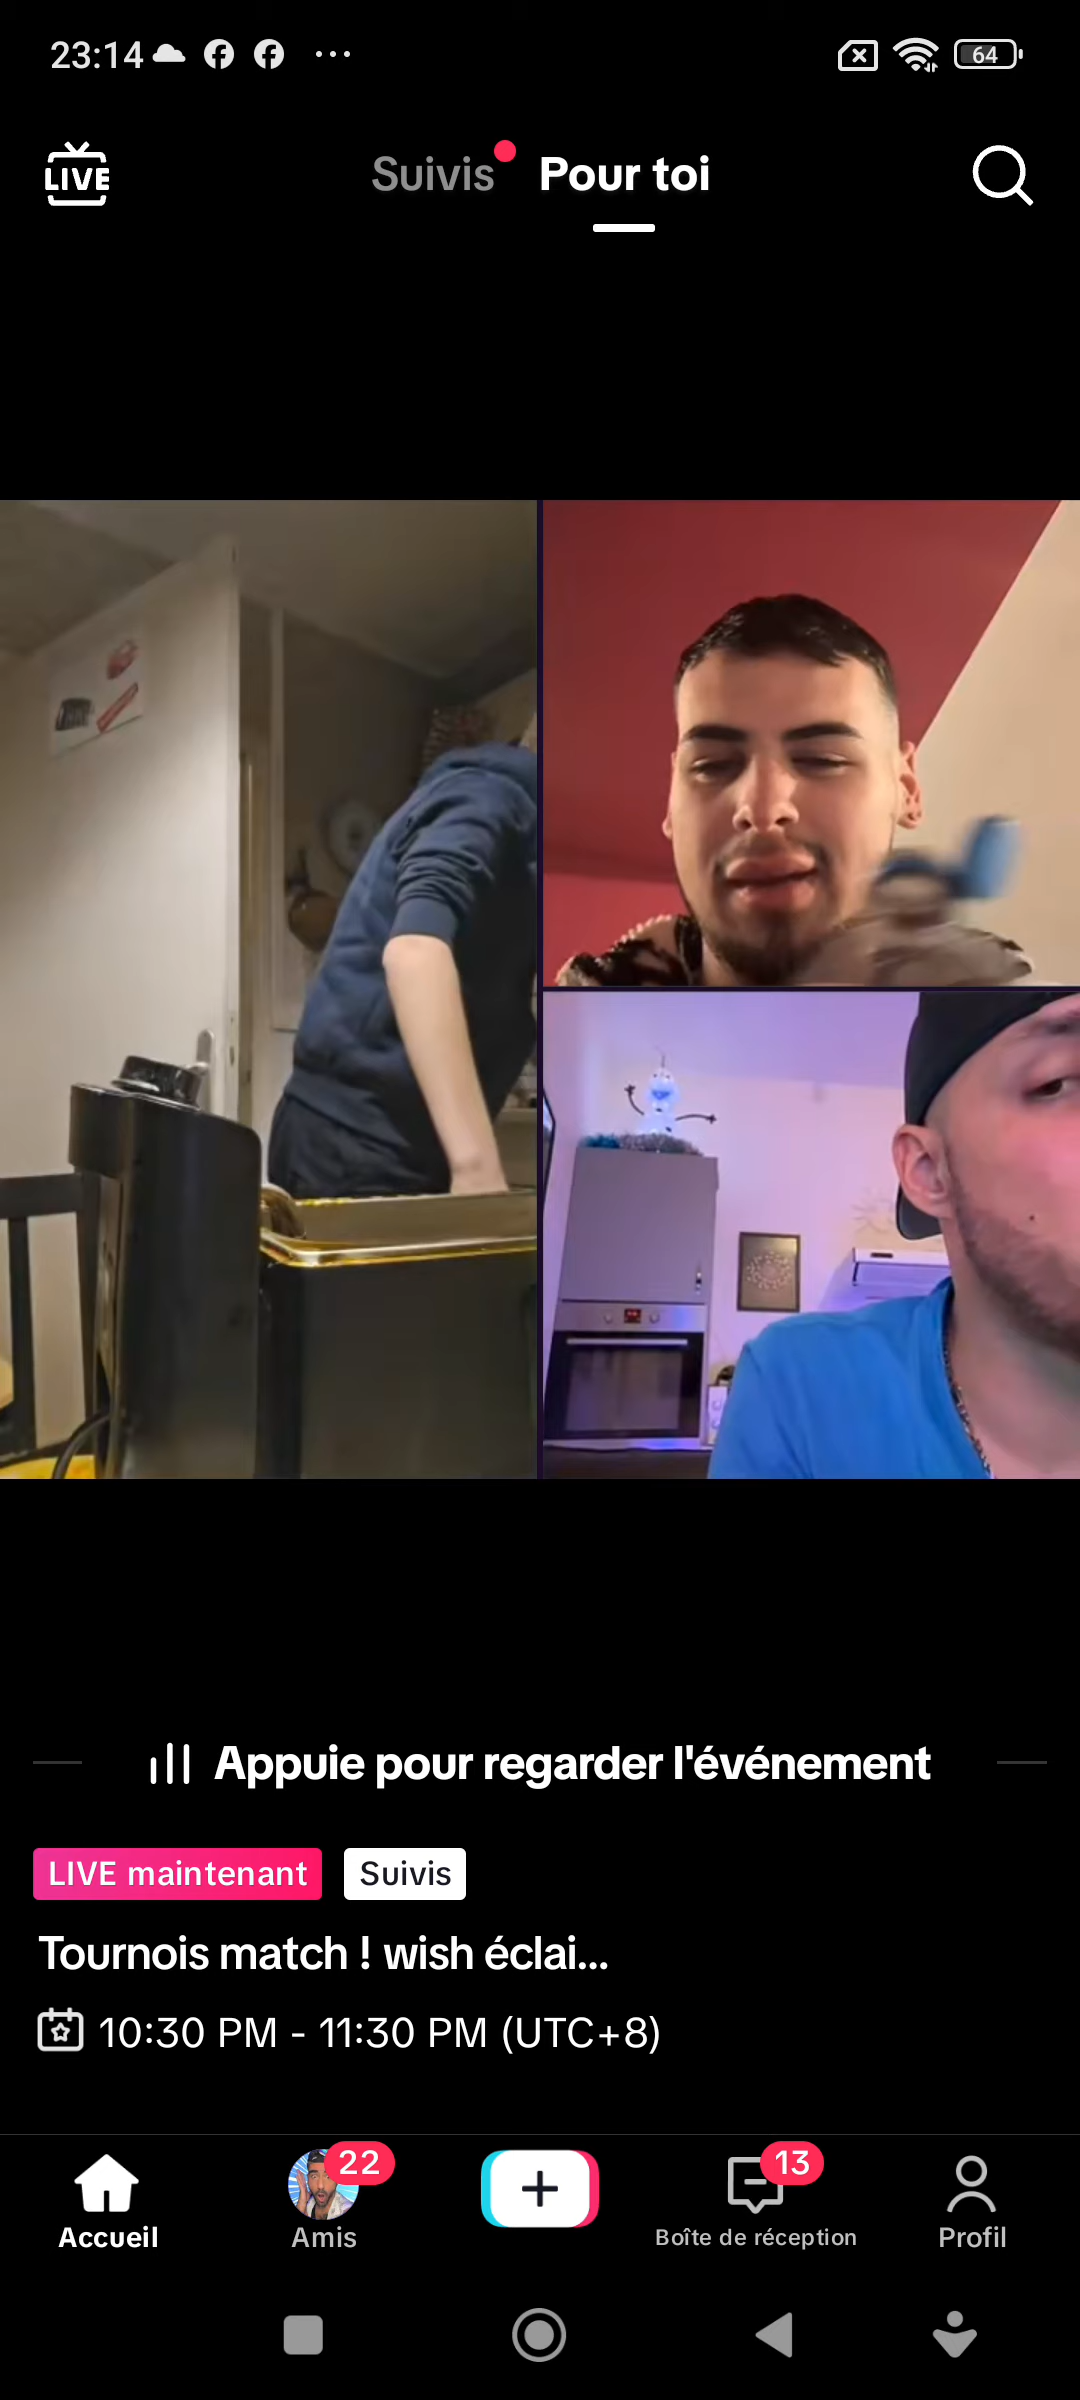 23:14
64
LIVE
Suivis
Pour toi
Appuie pour regarder l'événement
LIVE maintenant
Suivis
Tournois match ! wish éclai...
10:30 PM - 11:30 PM (UTC+8)
22
13
Accueil
Amis
Boîte de réception
Profil